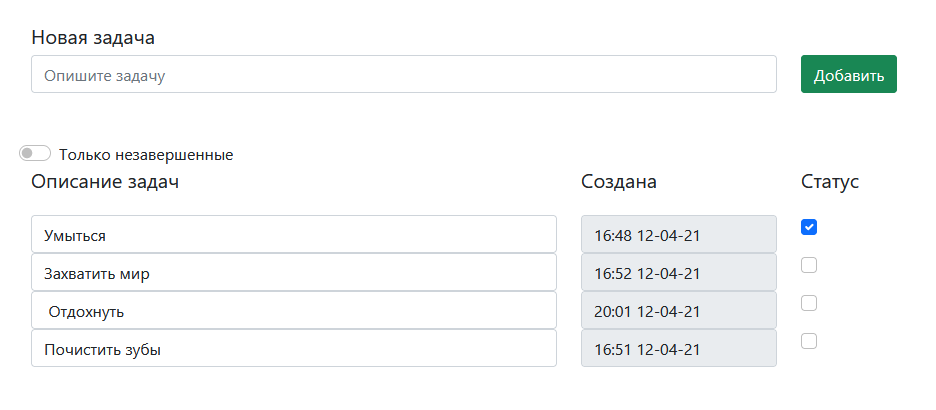 Новая задача
Опишите задачу Добавить
Только незавершенные
Описание задач Создана Статус
Умыться 16:48 12-04-21
Захватить мир 16:52 12-04-21
Отдохнуть 20:01 12-04-21
Почистить зубы 16:51 12-04-21